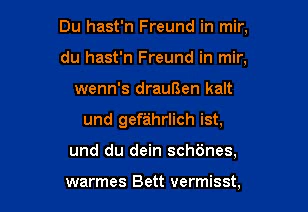 Du hast'n Freund in mir,
du hast'n Freund in mir,
wenn's draußen kalt
und gefährlich ist,
und du dein schönes,
warmes Bett vermisst,